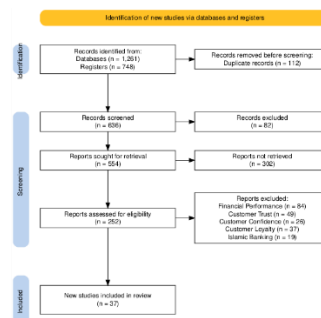 Identification of new studies via databases and registers
Identification
Records identified from:
Databases (n = 1,261)
Registers (n = 748)
Records removed before screening:
Duplicate records (n = 112)
Screening
Records screened
(n = 636)
Records excluded
(n = 82)
Reports sought for retrieval
(n = 554)
Reports not retrieved
(n = 302)
Reports assessed for eligibility
(n = 252)
Reports excluded:
Financial Performance (n = 84)
Customer Trust (n = 49)
Customer Confidence (n = 26)
Customer Loyalty (n = 37)
Islamic Banking (n = 19)
Included
New studies included in review
(n = 37)